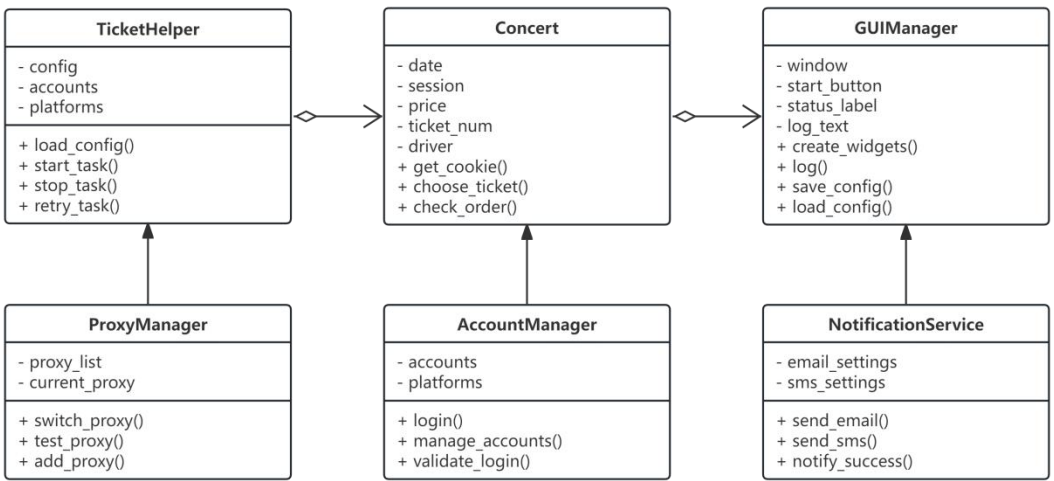 TicketHelper
- config
- accounts
- platforms
+ load_config()
+ start_task()
+ stop_task()
+ retry_task()
Concert
- date
- session
- price
- ticket_num
- driver
+ get_cookie()
+ choose_ticket()
+ check_order()
GUIManager
- window
- start_button
- status_label
- log_text
+ create_widgets()
+ log()
+ save_config()
+ load_config()
ProxyManager
- proxy_list
- current_proxy
+ switch_proxy()
+ test_proxy()
+ add_proxy()
AccountManager
- accounts
- platforms
+ login()
+ manage_accounts()
+ validate_login()
NotificationService
- email_settings
- sms_settings
+ send_email()
+ send_sms()
+ notify_success()